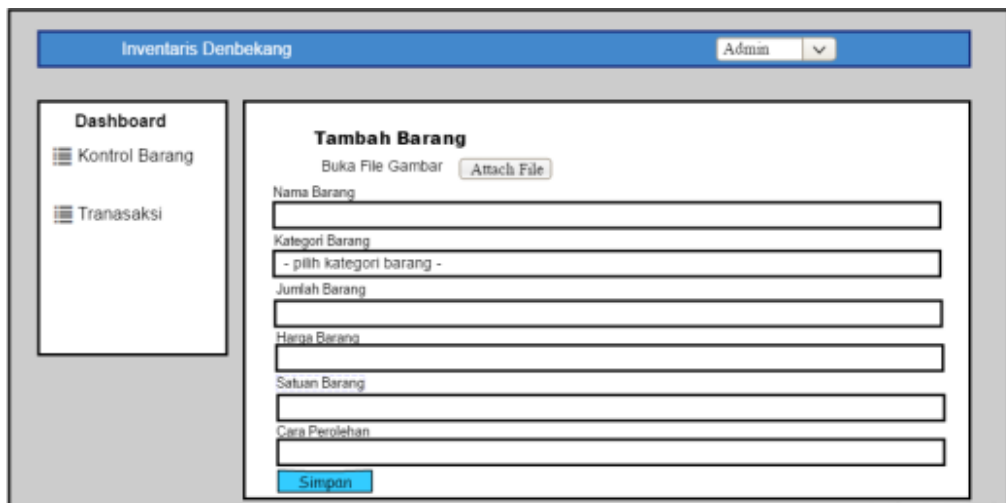 Inventaris Denbekang
Admin
Dashboard
Kontrol Barang
Tranasaksi
Tambah Barang
Buka File Gambar
Attach File
Nama Barang
Kategori Barang
- pilih kategori barang -
Jumlah Barang
Harga Barang
Satuan Barang
Cara Perolehan
Simpan